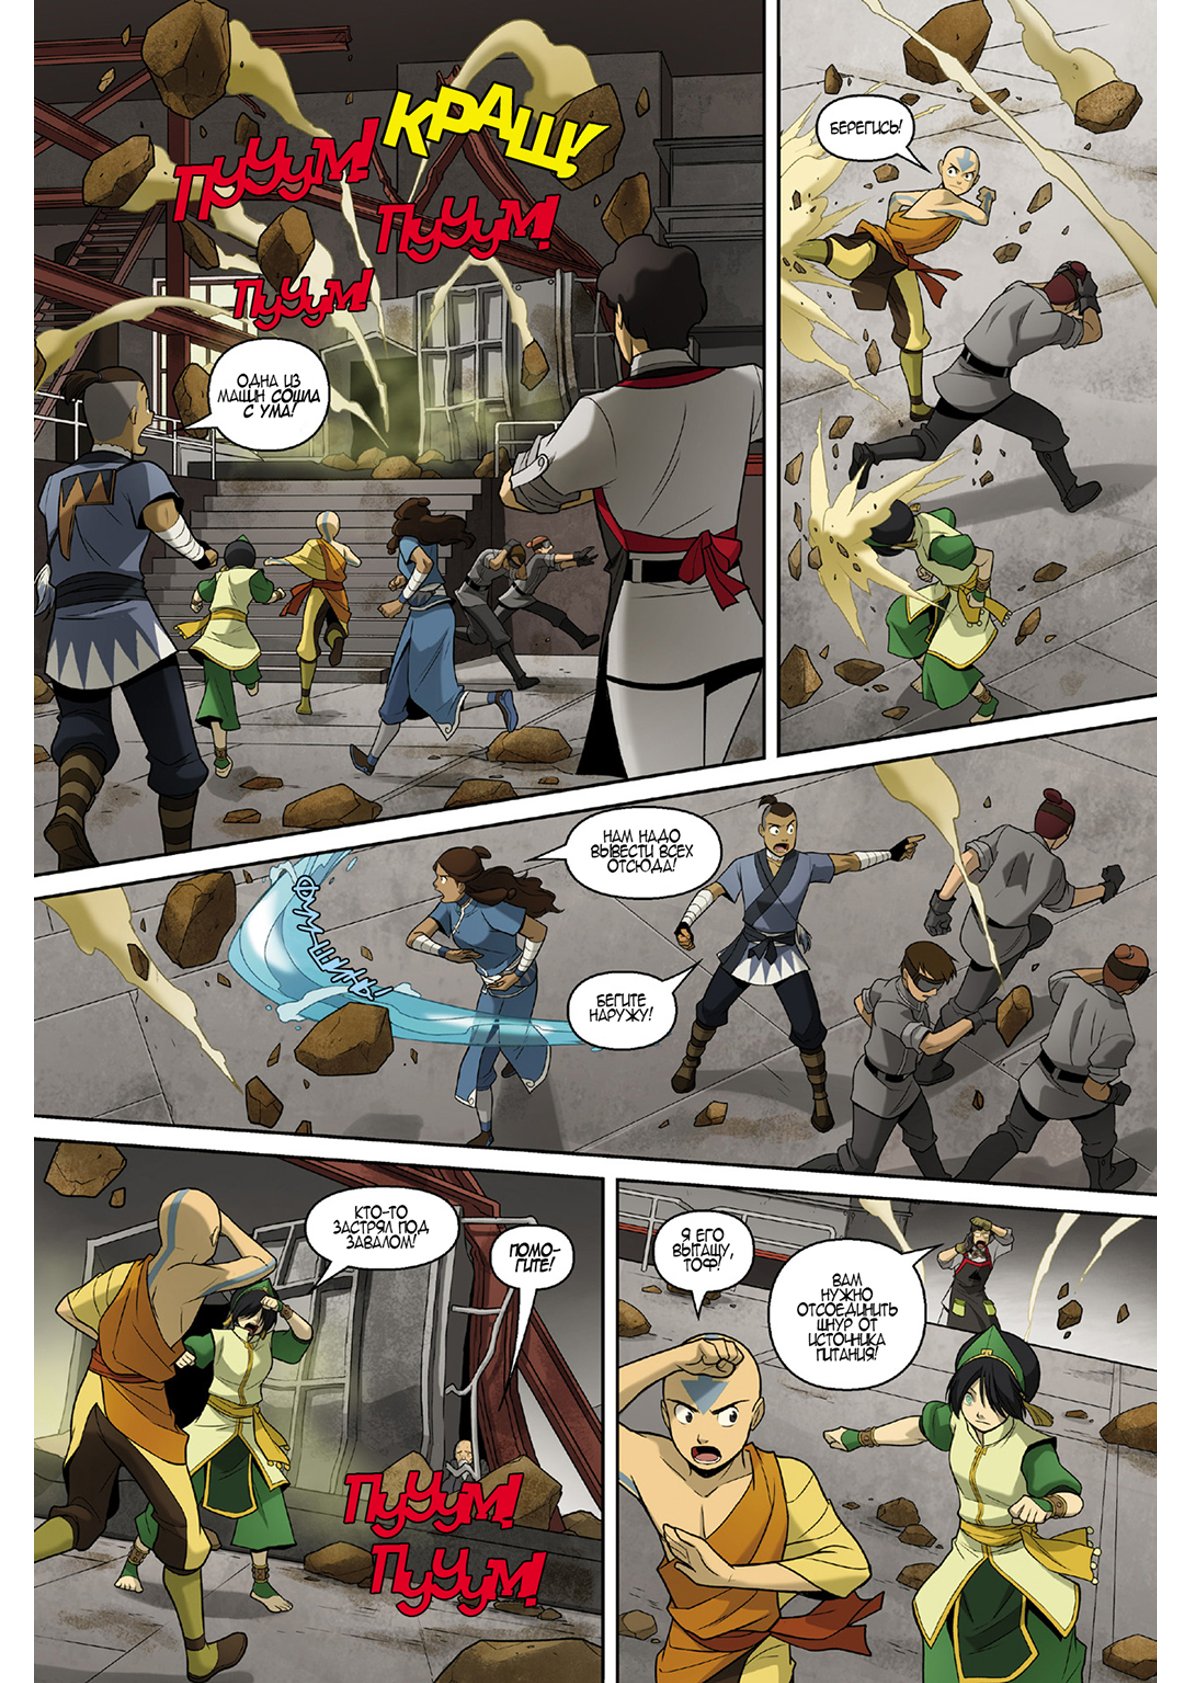 ПУУУМ!
КРАЩ!
ПУУУМ!
ПУУУМ!
ОДНА ИЗ
МАШИН СОШЛА
С УМА!
БЕРЕГИСЬ!
НАМ НАДО
ВЫВЕСТИ ВСЕХ
ОТСЮДА!
БЕГИТЕ
НАРУЖУ!
КТО-ТО
ЗАСТРЯЛ ПОД
ЗАВАЛОМ!
ПОМО-
ГИТЕ!
ПУУУМ!
ПУУУМ!
Я ЕГО
ВЫТАЩУ,
ТОФ!
ВАМ
НУЖНО
ОТСОЕДИНИТЬ
ШНУР ОТ
ИСТОЧНИКА
ПИТАНИЯ!